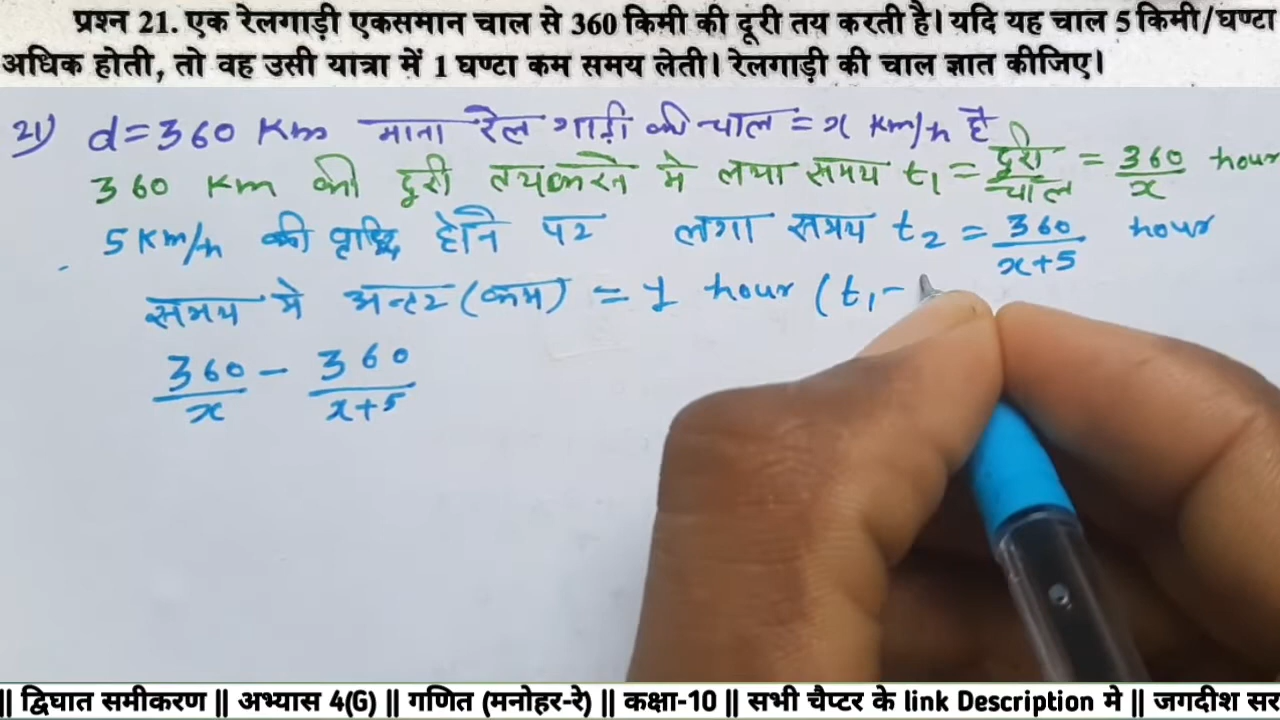 प्रश्न 21. एक रेलगाड़ी एकसमान चाल से 360 किमी की दूरी तय करती है। यदि यह चाल 5 किमी/घण्टा
अधिक होती, तो वह उसी यात्रा में 1 घण्टा कम समय लेती। रेलगाड़ी की चाल ज्ञात कीजिए।
21) d = 360 Km माना रेल गाड़ी की चाल = x Km/h है
360 Km की दूरी तय करने मे लगा समय t₁ = दूरी/चाल = 360/x hour
5 Km/h की वृद्धि होने पर लगा समय t₂ = 360/x+5 hour
समय मे अन्तर (कम) = 1 hour (t₁ -
360/x - 360/x+5
|| द्विघात समीकरण || अभ्यास 4(G) || गणित (मनोहर-रे) || कक्षा-10 || सभी चैप्टर के link Description मे || जगदीश सर